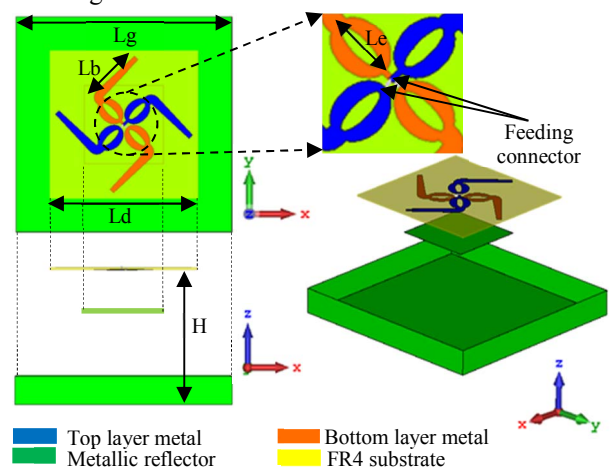 Lg
Lb
Le
Feeding
connector
Ld
y
z
x
H
z
x
z
x
y
Top layer metal
Bottom layer metal
Metallic reflector
FR4 substrate